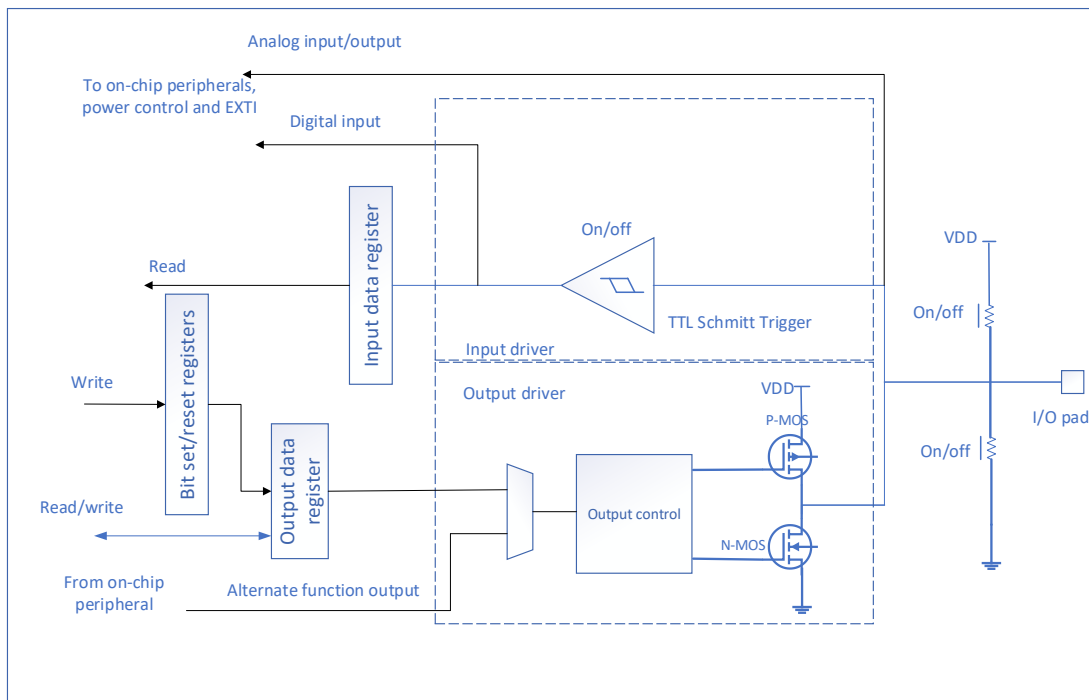 Analog input/output
To on-chip peripherals,
power control and EXTI
Digital input
On/off
VDD
Read
Input data register
TTL Schmitt Trigger
On/off
Input driver
Bit set/reset registers
Write
Output driver
VDD
P-MOS
I/O pad
On/off
Output data
register
Read/write
Output control
N-MOS
From on-chip
peripheral
Alternate function output